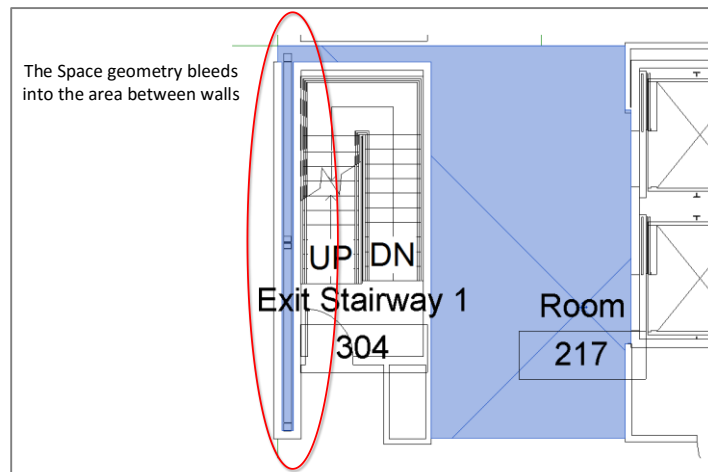 The Space geometry bleeds
into the area between walls
UP DN
Exit Stairway 1
304
Room
217